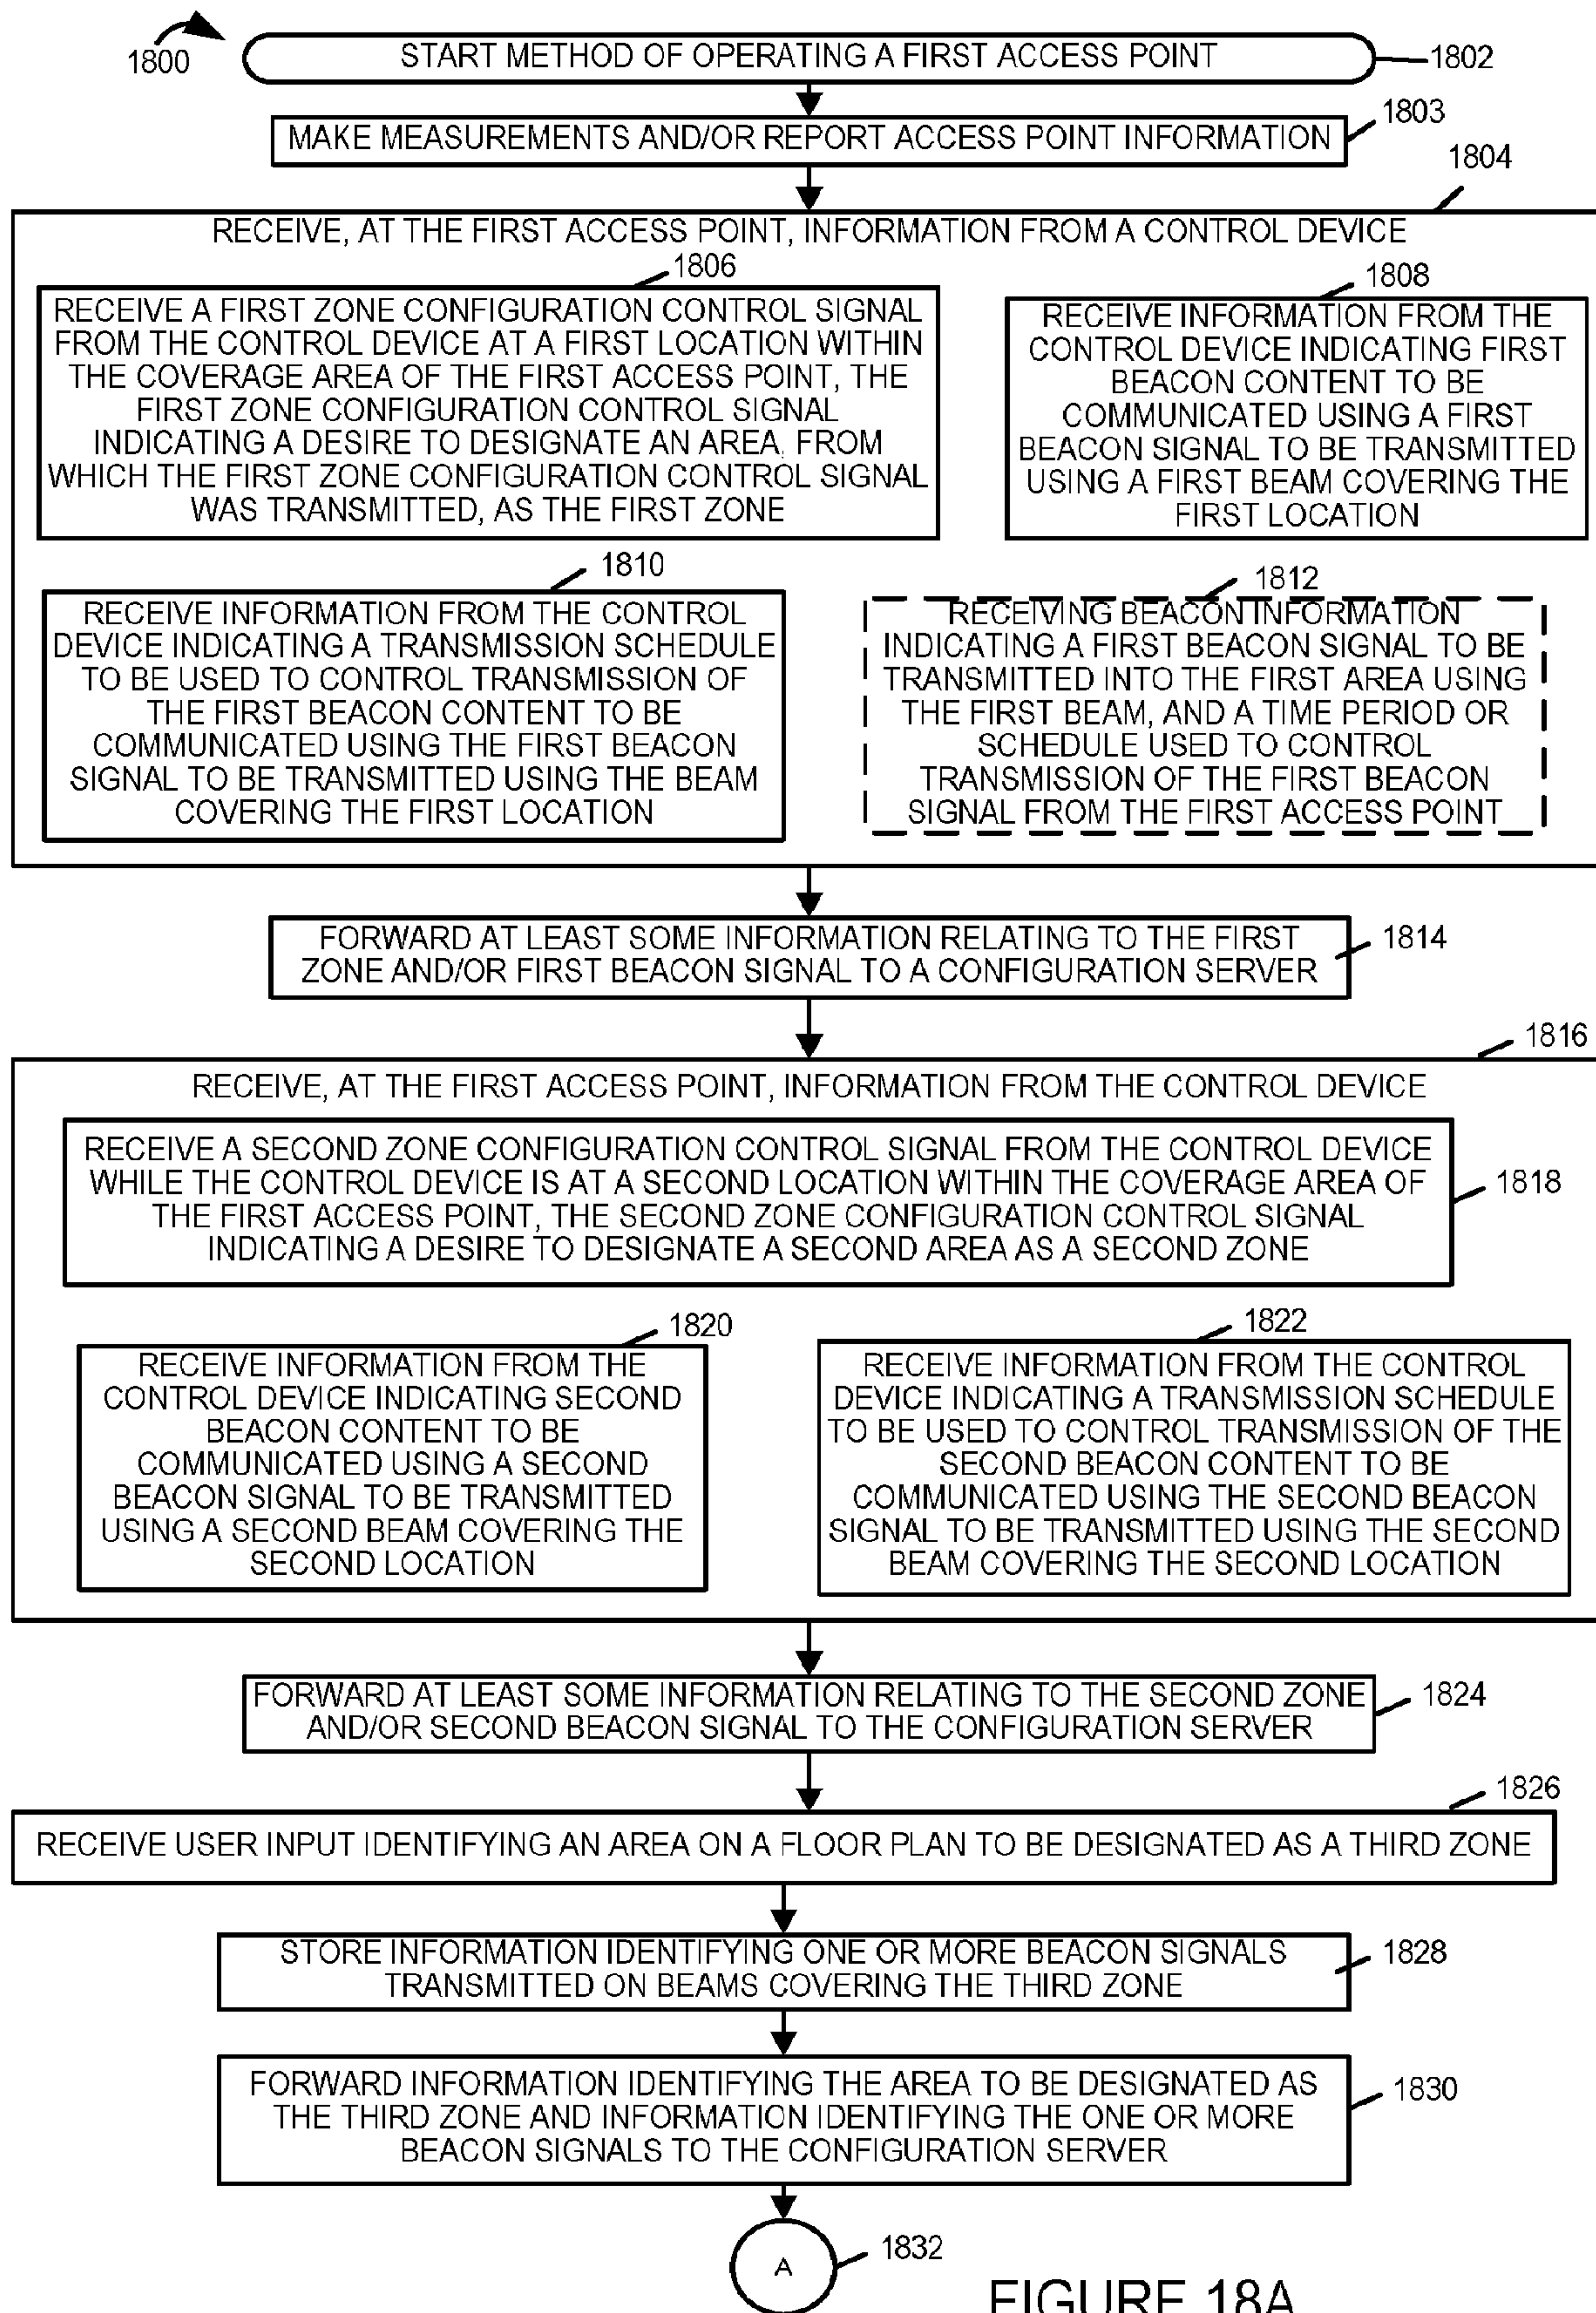 1800
START METHOD OF OPERATING A FIRST ACCESS POINT
1802
MAKE MEASUREMENTS AND/OR REPORT ACCESS POINT INFORMATION
1803
1804
RECEIVE, AT THE FIRST ACCESS POINT, INFORMATION FROM A CONTROL DEVICE
1806
RECEIVE A FIRST ZONE CONFIGURATION CONTROL SIGNAL
FROM THE CONTROL DEVICE AT A FIRST LOCATION WITHIN
THE COVERAGE AREA OF THE FIRST ACCESS POINT, THE
FIRST ZONE CONFIGURATION CONTROL SIGNAL
INDICATING A DESIRE TO DESIGNATE AN AREA, FROM
WHICH THE FIRST ZONE CONFIGURATION CONTROL SIGNAL
WAS TRANSMITTED, AS THE FIRST ZONE
1808
RECEIVE INFORMATION FROM THE
CONTROL DEVICE INDICATING FIRST
BEACON CONTENT TO BE
COMMUNICATED USING A FIRST
BEACON SIGNAL TO BE TRANSMITTED
USING A FIRST BEAM COVERING THE
FIRST LOCATION
1810
RECEIVE INFORMATION FROM THE CONTROL
DEVICE INDICATING A TRANSMISSION SCHEDULE
TO BE USED TO CONTROL TRANSMISSION OF
THE FIRST BEACON CONTENT TO BE
COMMUNICATED USING THE FIRST BEACON
SIGNAL TO BE TRANSMITTED USING THE BEAM
COVERING THE FIRST LOCATION
1812
RECEIVING BEACON INFORMATION
INDICATING A FIRST BEACON SIGNAL TO BE
TRANSMITTED INTO THE FIRST AREA USING
THE FIRST BEAM, AND A TIME PERIOD OR
SCHEDULE USED TO CONTROL
TRANSMISSION OF THE FIRST BEACON
SIGNAL FROM THE FIRST ACCESS POINT
FORWARD AT LEAST SOME INFORMATION RELATING TO THE FIRST
ZONE AND/OR FIRST BEACON SIGNAL TO A CONFIGURATION SERVER
1814
1816
RECEIVE, AT THE FIRST ACCESS POINT, INFORMATION FROM THE CONTROL DEVICE
RECEIVE A SECOND ZONE CONFIGURATION CONTROL SIGNAL FROM THE CONTROL DEVICE
WHILE THE CONTROL DEVICE IS AT A SECOND LOCATION WITHIN THE COVERAGE AREA OF
THE FIRST ACCESS POINT, THE SECOND ZONE CONFIGURATION CONTROL SIGNAL
INDICATING A DESIRE TO DESIGNATE A SECOND AREA AS A SECOND ZONE
1818
1820
RECEIVE INFORMATION FROM THE
CONTROL DEVICE INDICATING SECOND
BEACON CONTENT TO BE
COMMUNICATED USING A SECOND
BEACON SIGNAL TO BE TRANSMITTED
USING A SECOND BEAM COVERING THE
SECOND LOCATION
1822
RECEIVE INFORMATION FROM THE CONTROL
DEVICE INDICATING A TRANSMISSION SCHEDULE
TO BE USED TO CONTROL TRANSMISSION OF THE
SECOND BEACON CONTENT TO BE
COMMUNICATED USING THE SECOND BEACON
SIGNAL TO BE TRANSMITTED USING THE SECOND
BEAM COVERING THE SECOND LOCATION
FORWARD AT LEAST SOME INFORMATION RELATING TO THE SECOND ZONE
AND/OR SECOND BEACON SIGNAL TO THE CONFIGURATION SERVER
1824
1826
RECEIVE USER INPUT IDENTIFYING AN AREA ON A FLOOR PLAN TO BE DESIGNATED AS A THIRD ZONE
STORE INFORMATION IDENTIFYING ONE OR MORE BEACON SIGNALS
TRANSMITTED ON BEAMS COVERING THE THIRD ZONE
1828
FORWARD INFORMATION IDENTIFYING THE AREA TO BE DESIGNATED AS
THE THIRD ZONE AND INFORMATION IDENTIFYING THE ONE OR MORE
BEACON SIGNALS TO THE CONFIGURATION SERVER
1830
A
1832
FIGURE 18A